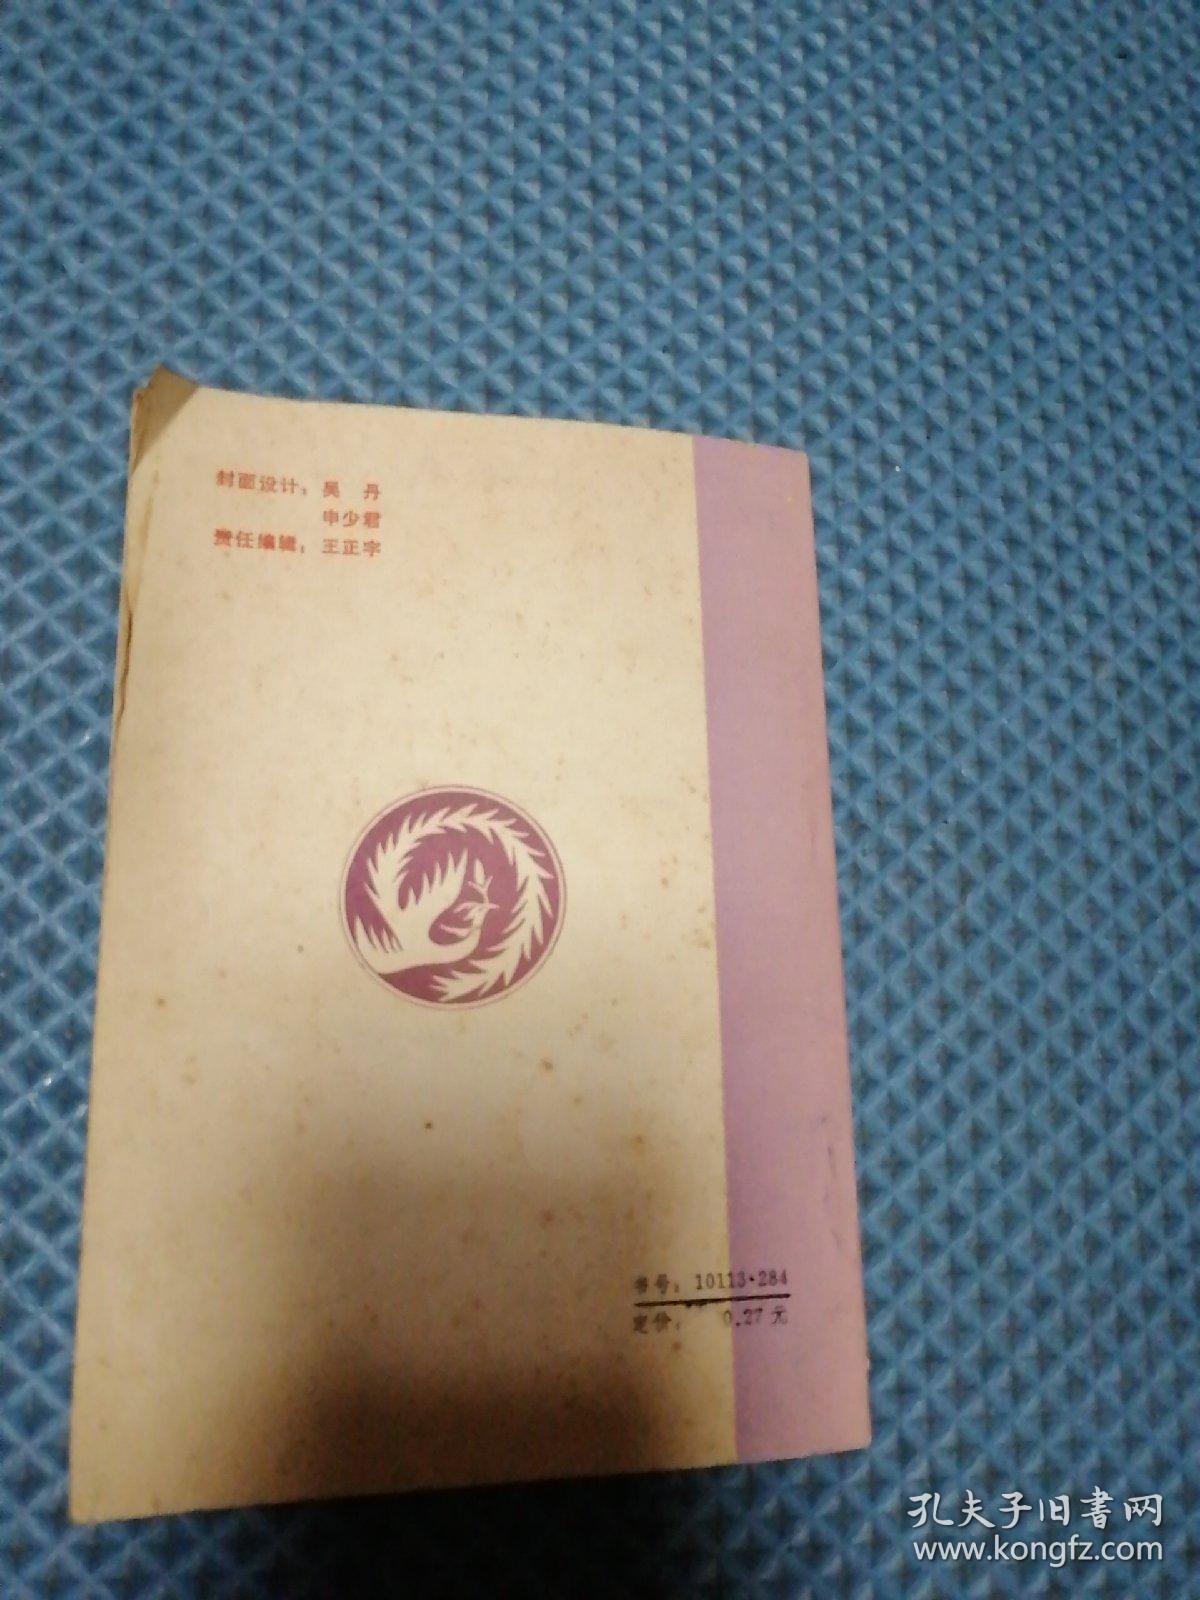 封面设计：吴 丹
申少君
责任编辑：王正宇
书号：10113·284
定价： 0.27元
孔夫子旧書网
www.kongfz.com